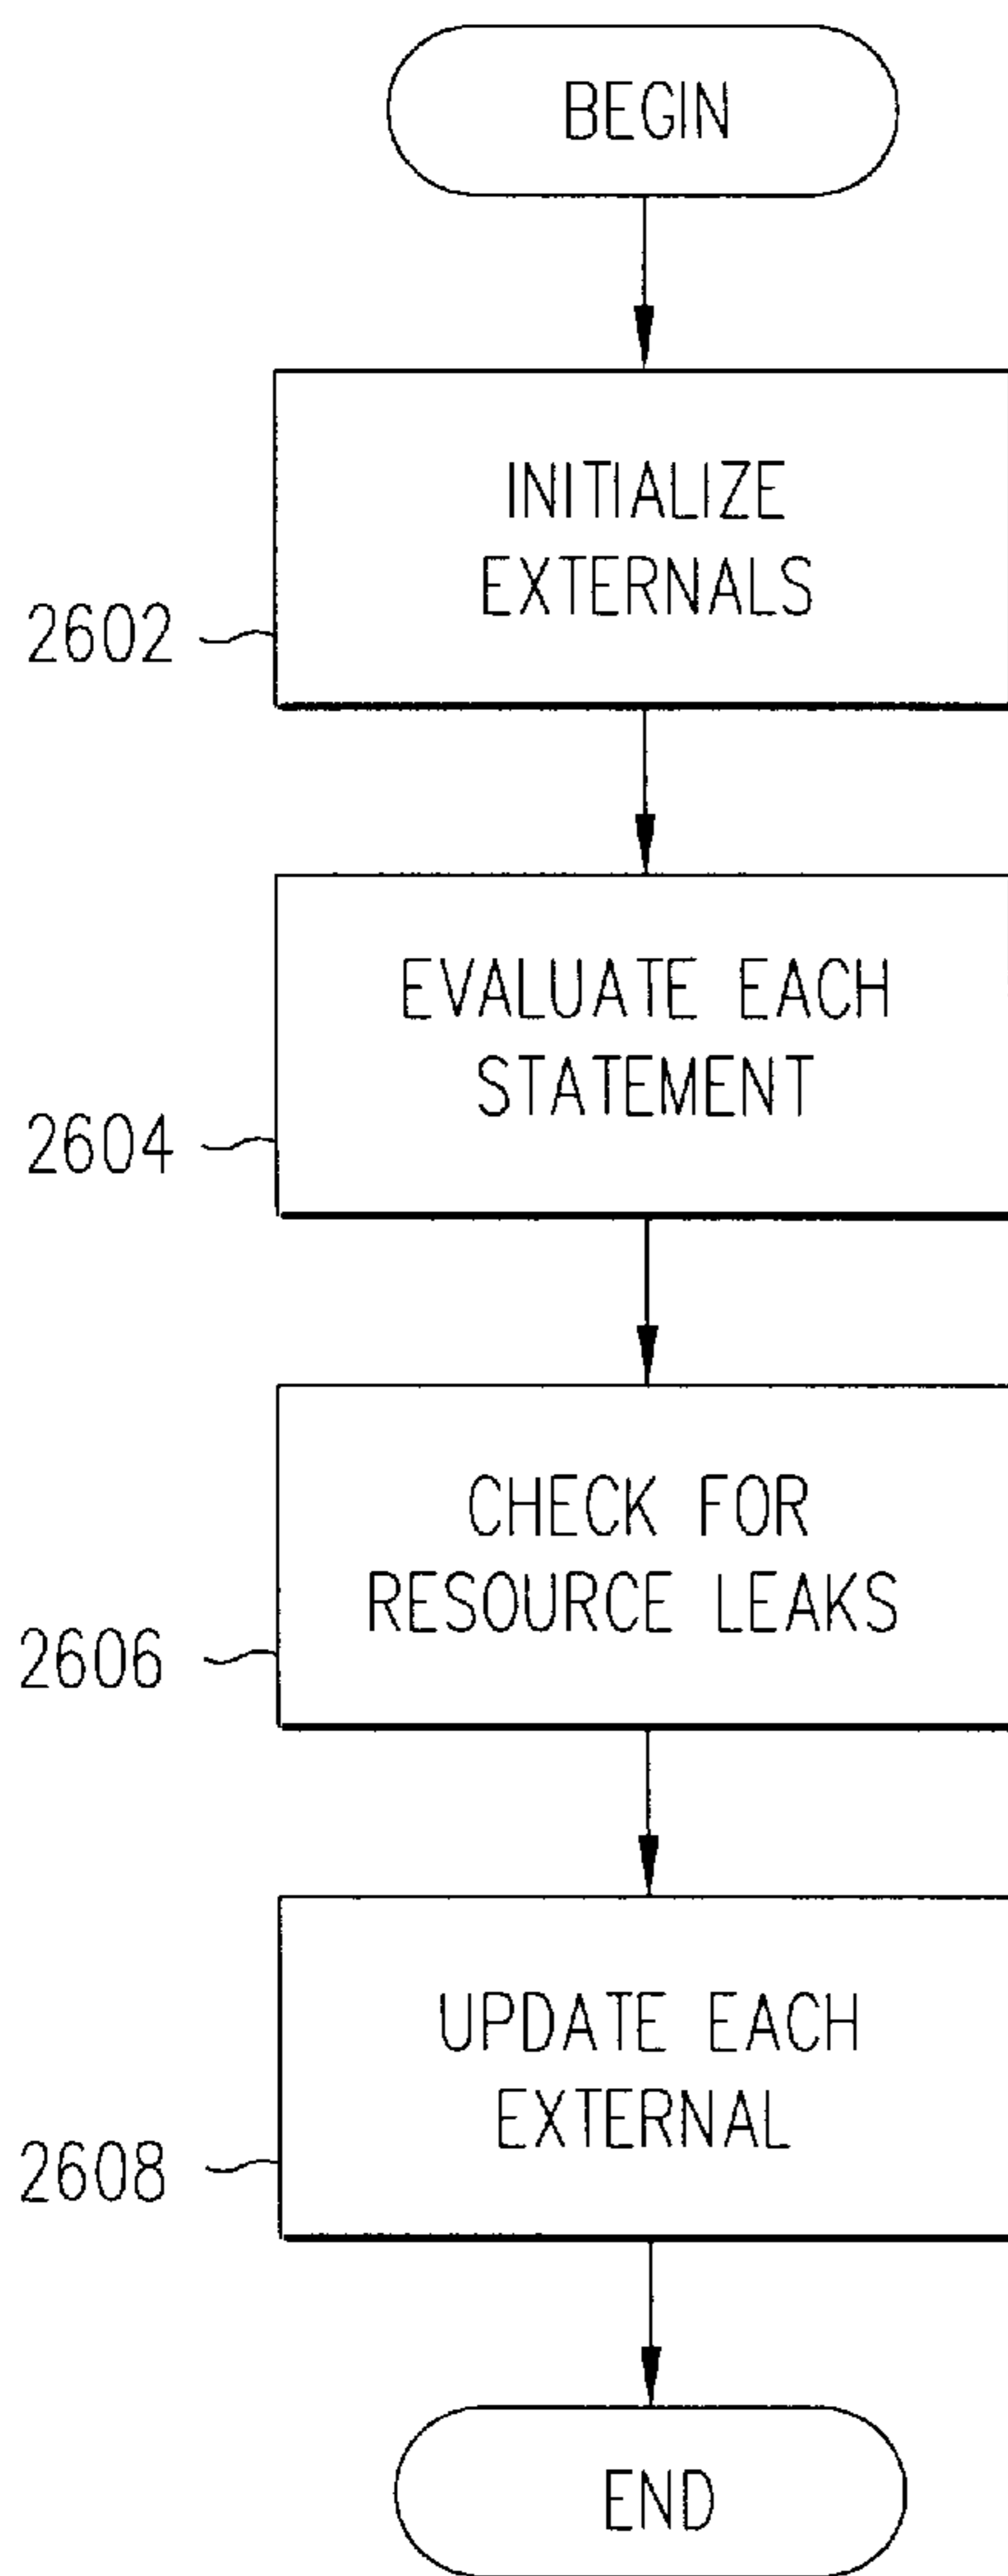 BEGIN
INITIALIZE
EXTERNALS
2602
EVALUATE EACH
STATEMENT
2604
CHECK FOR
RESOURCE LEAKS
2606
UPDATE EACH
EXTERNAL
2608
END